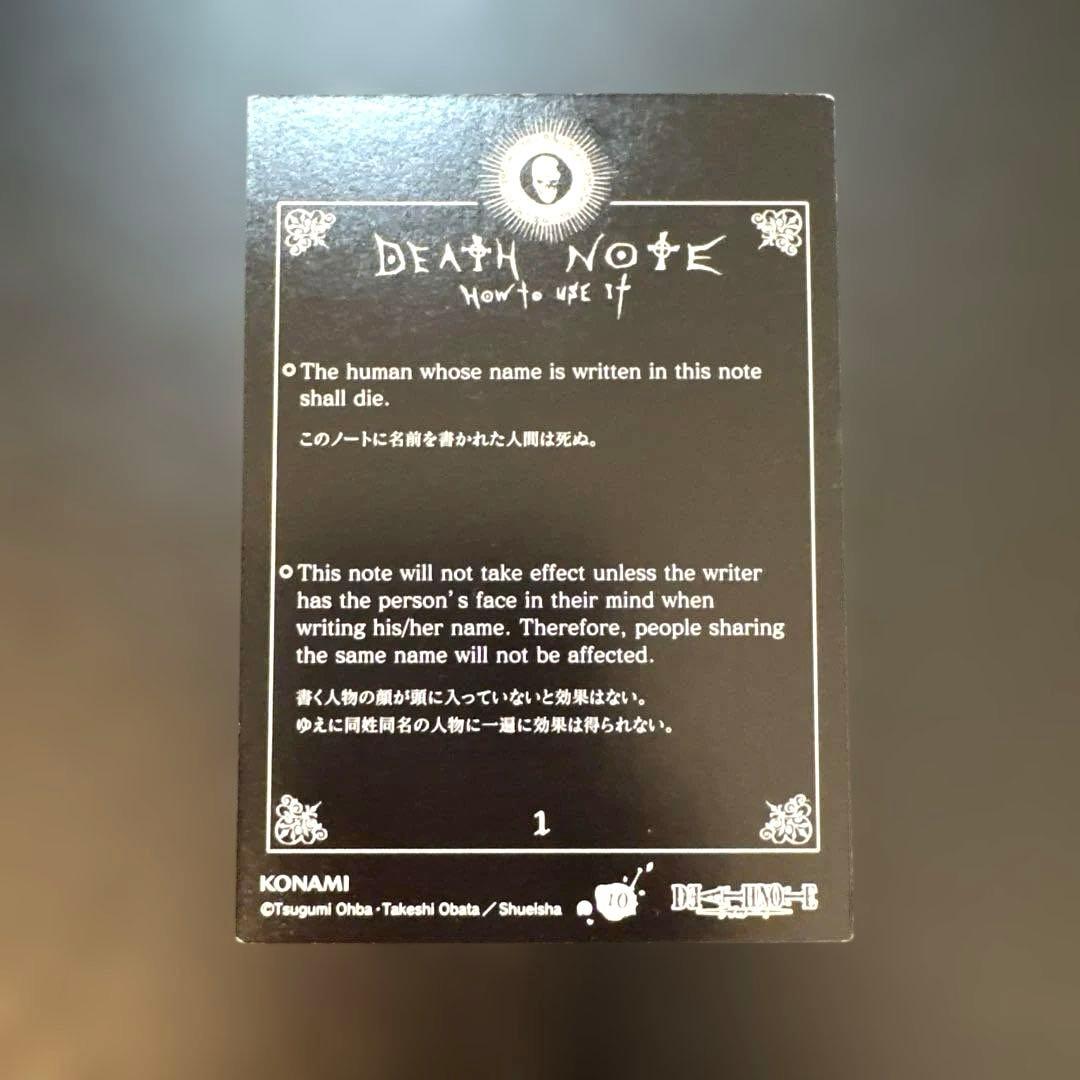 DEATH NOTE
HOW to USE It
The human whose name is written in this note
shall die.
このノートに名前を書かれた人間は死ぬ。
This note will not take effect unless the writer
has the person's face in their mind when
writing his/her name. Therefore, people sharing
the same name will not be affected.
書く人物の顔が頭に入っていないと効果はない。
ゆえに同姓同名の人物に一遍に効果は得られない。
1
KONAMI
©Tsugumi Ohba・Takeshi Obata／Shueisha
10
DEATH NOTE